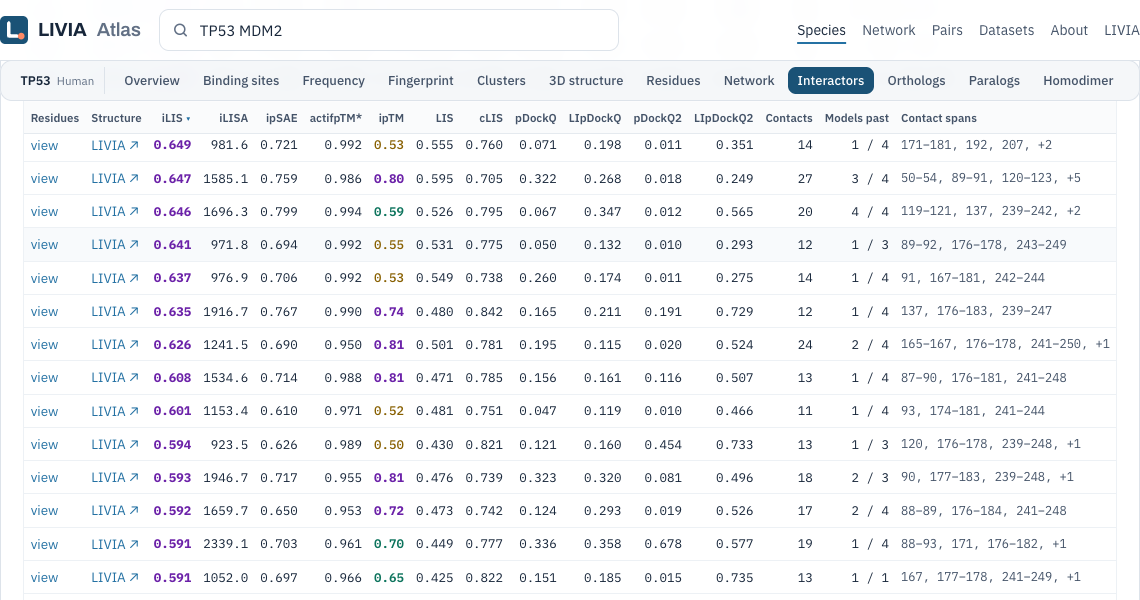 LIVIA Atlas TP53 MDM2 Species Network Pairs Datasets About LIVIA
TP53 Human Overview Binding sites Frequency Fingerprint Clusters 3D structure Residues Network Interactors Orthologs Paralogs Homodimer
Residues Structure iLIS ▾ iLISA ipSAE actifpTM* ipTM LIS cLIS pDockQ LIpDockQ pDockQ2 LIpDockQ2 Contacts Models past Contact spans
view LIVIA ↗ 0.649 981.6 0.721 0.992 0.53 0.555 0.760 0.071 0.198 0.011 0.351 14 1 / 4 171–181, 192, 207, +2
view LIVIA ↗ 0.647 1585.1 0.759 0.986 0.80 0.595 0.705 0.322 0.268 0.018 0.249 27 3 / 4 50–54, 89–91, 120–123, +5
view LIVIA ↗ 0.646 1696.3 0.799 0.994 0.59 0.526 0.795 0.067 0.347 0.012 0.565 20 4 / 4 119–121, 137, 239–242, +2
view LIVIA ↗ 0.641 971.8 0.694 0.992 0.55 0.531 0.775 0.050 0.132 0.010 0.293 12 1 / 3 89–92, 176–178, 243–249
view LIVIA ↗ 0.637 976.9 0.706 0.992 0.53 0.549 0.738 0.260 0.174 0.011 0.275 14 1 / 4 91, 167–181, 242–244
view LIVIA ↗ 0.635 1916.7 0.767 0.990 0.74 0.480 0.842 0.165 0.211 0.191 0.729 12 1 / 4 137, 176–183, 239–247
view LIVIA ↗ 0.626 1241.5 0.690 0.950 0.81 0.501 0.781 0.195 0.115 0.020 0.524 24 2 / 4 165–167, 176–178, 241–250, +1
view LIVIA ↗ 0.608 1534.6 0.714 0.988 0.81 0.471 0.785 0.156 0.161 0.116 0.507 13 1 / 4 87–90, 176–181, 241–248
view LIVIA ↗ 0.601 1153.4 0.610 0.971 0.52 0.481 0.751 0.047 0.119 0.010 0.466 11 1 / 4 93, 174–181, 241–244
view LIVIA ↗ 0.594 923.5 0.626 0.989 0.50 0.430 0.821 0.121 0.160 0.454 0.733 13 1 / 3 120, 176–178, 239–248, +1
view LIVIA ↗ 0.593 1946.7 0.717 0.955 0.81 0.476 0.739 0.323 0.320 0.081 0.496 18 2 / 3 90, 177–183, 239–248, +1
view LIVIA ↗ 0.592 1659.7 0.650 0.953 0.72 0.473 0.742 0.124 0.293 0.019 0.526 17 2 / 4 88–89, 176–184, 241–248
view LIVIA ↗ 0.591 2339.1 0.703 0.961 0.70 0.449 0.777 0.336 0.358 0.678 0.577 19 1 / 4 88–93, 171, 176–182, +1
view LIVIA ↗ 0.591 1052.0 0.697 0.966 0.65 0.425 0.822 0.151 0.185 0.015 0.735 13 1 / 1 167, 177–178, 241–249, +1